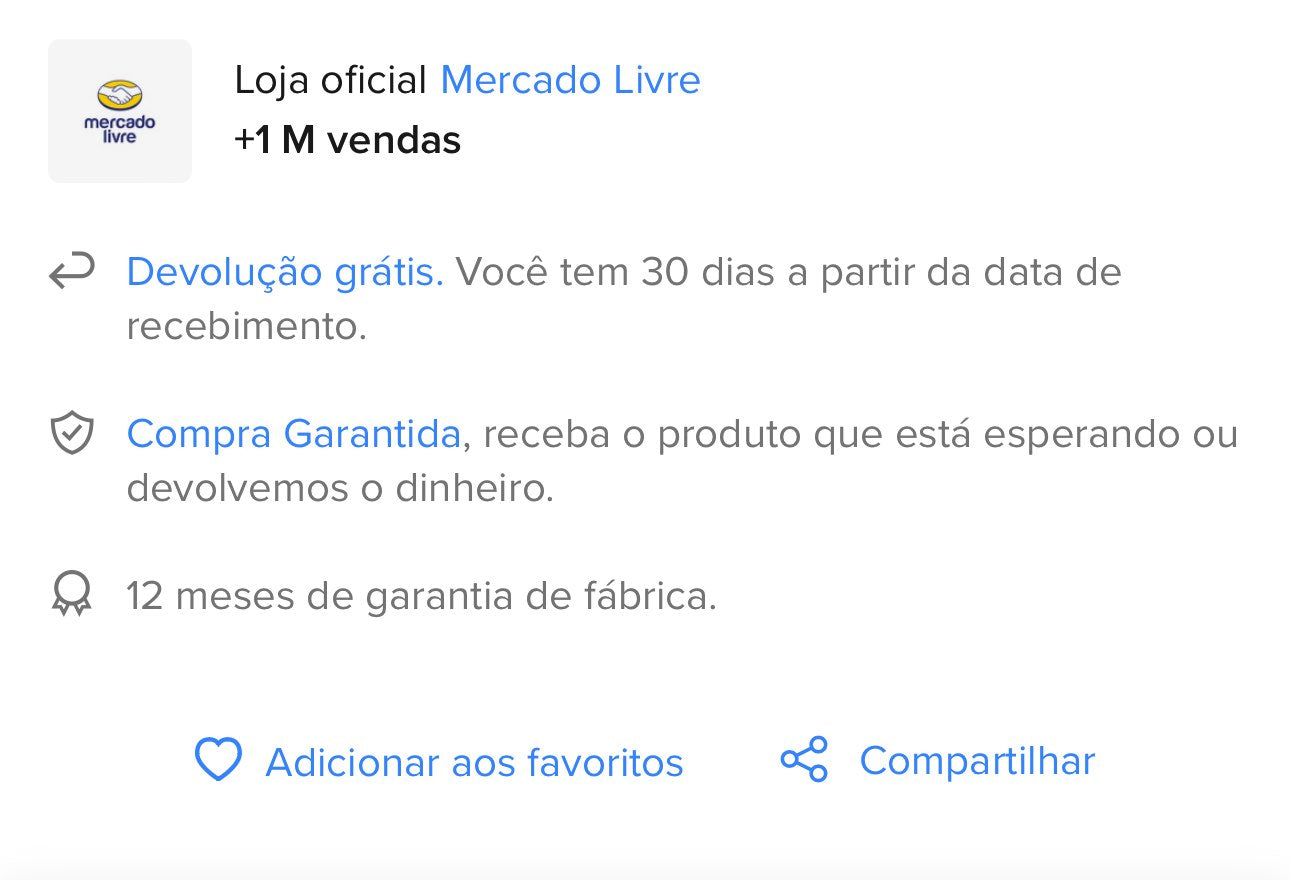 mercado
livre
Loja oficial Mercado Livre
+1 M vendas
Devolução grátis. Você tem 30 dias a partir da data de
recebimento.
Compra Garantida, receba o produto que está esperando ou
devolvemos o dinheiro.
12 meses de garantia de fábrica.
Adicionar aos favoritos
Compartilhar